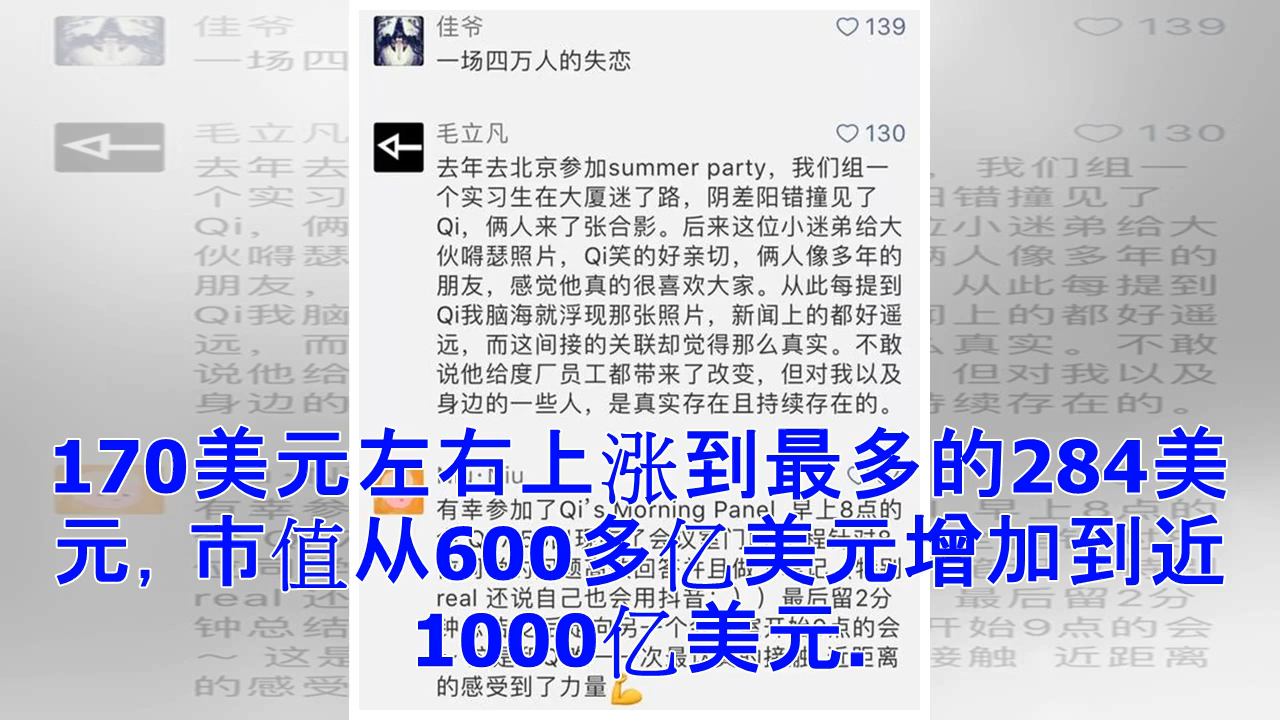 佳爷
139
一场四万人的失恋
毛立凡
130
去年去北京参加summer party，我们组一
个实习生在大厦迷了路，阴差阳错撞见了
Qi，俩人来了张合影。后来这位小迷弟给大
伙嘚瑟照片，Qi笑的好亲切，俩人像多年的
朋友，感觉他真的很喜欢大家。从此每提到
Qi我脑海就浮现那张照片，新闻上的都好遥
远，而这间接的关联却觉得那么真实。不敢
说他给度厂员工都带来了改变，但对我以及
身边的一些人，是真实存在且持续存在的。
170美元左右上涨到最多的284美
元, 市值从600多亿美元增加到近
1000亿美元.
有幸参加了Qi's Morning Panel 早上8点的
real 还说自己也会用抖音：））最后留2分
的感受到了力量💪